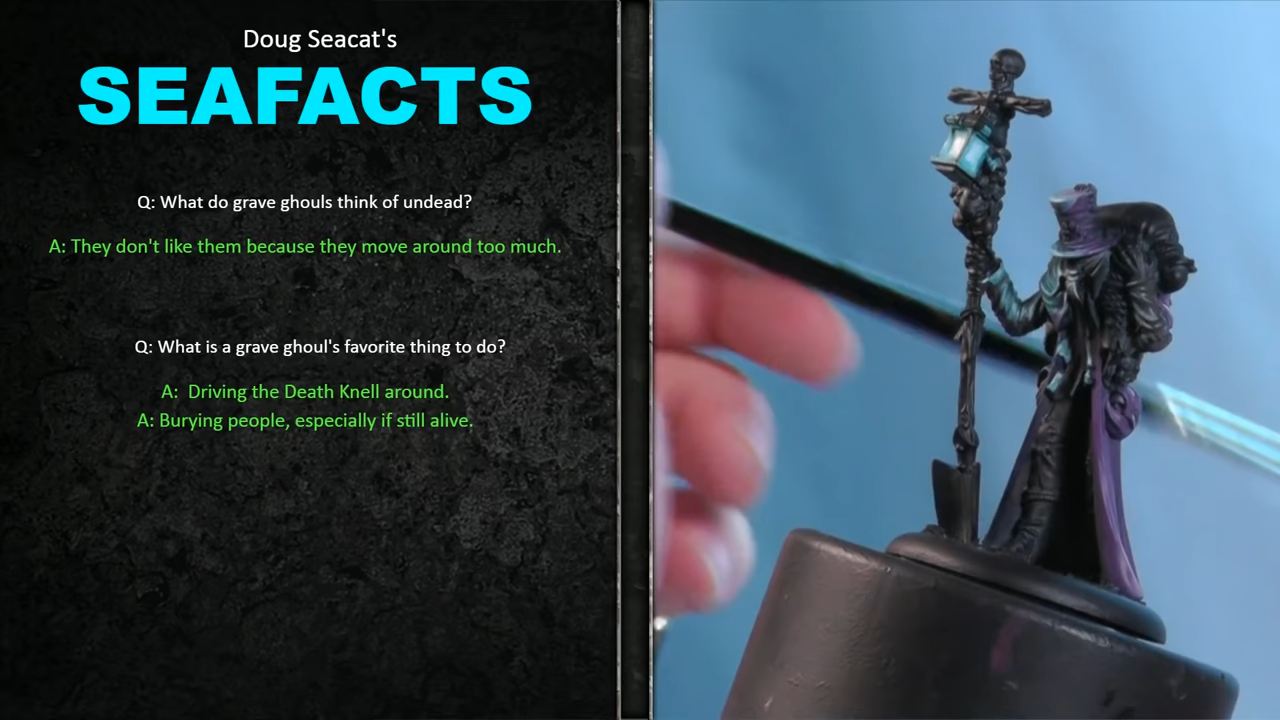 Doug Seacat's
SEAFACTS
Q: What do grave ghouls think of undead?
A: They don't like them because they move around too much.
Q: What is a grave ghoul's favorite thing to do?
A: Driving the Death Knell around.
A: Burying people, especially if still alive.